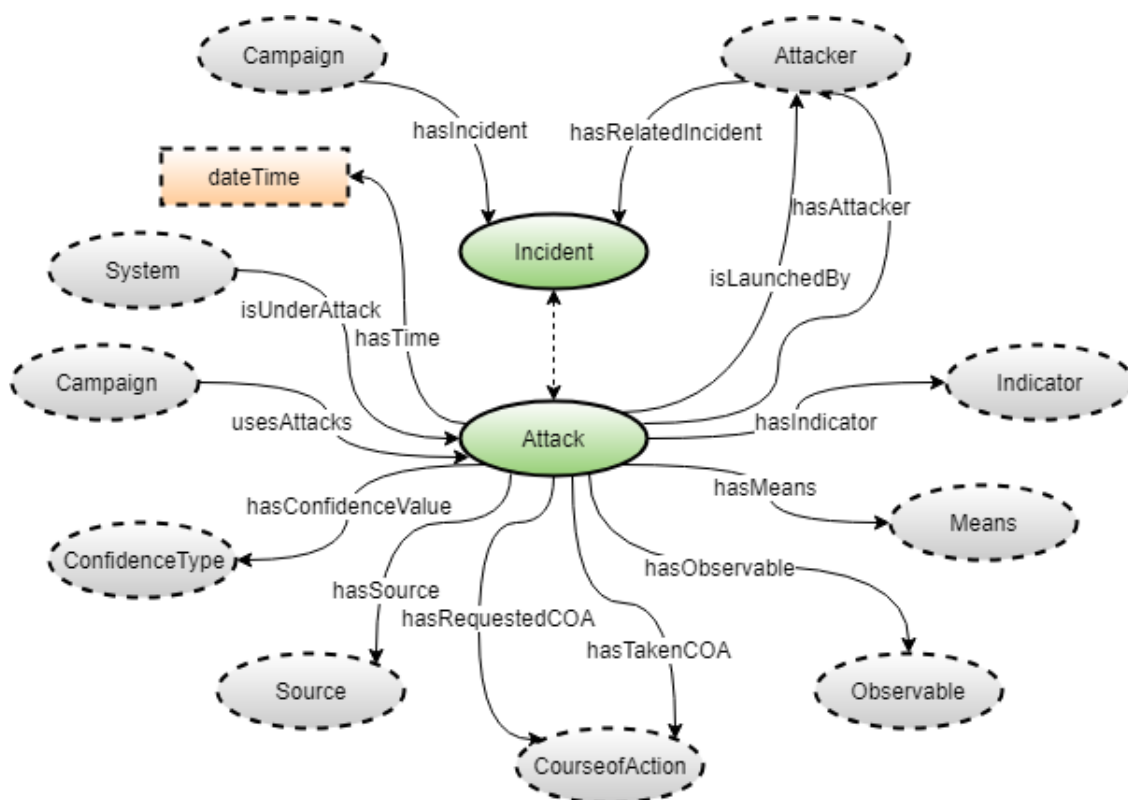 Campaign
Attacker
hasIncident
hasRelatedIncident
dateTime
hasAttacker
Incident
System
isLaunchedBy
isUnderAttack
hasTime
Campaign
Indicator
usesAttacks
Attack
hasIndicator
hasMeans
hasConfidenceValue
Means
ConfidenceType
hasObservable
hasSource
hasRequestedCOA
hasTakenCOA
Source
Observable
CourseofAction